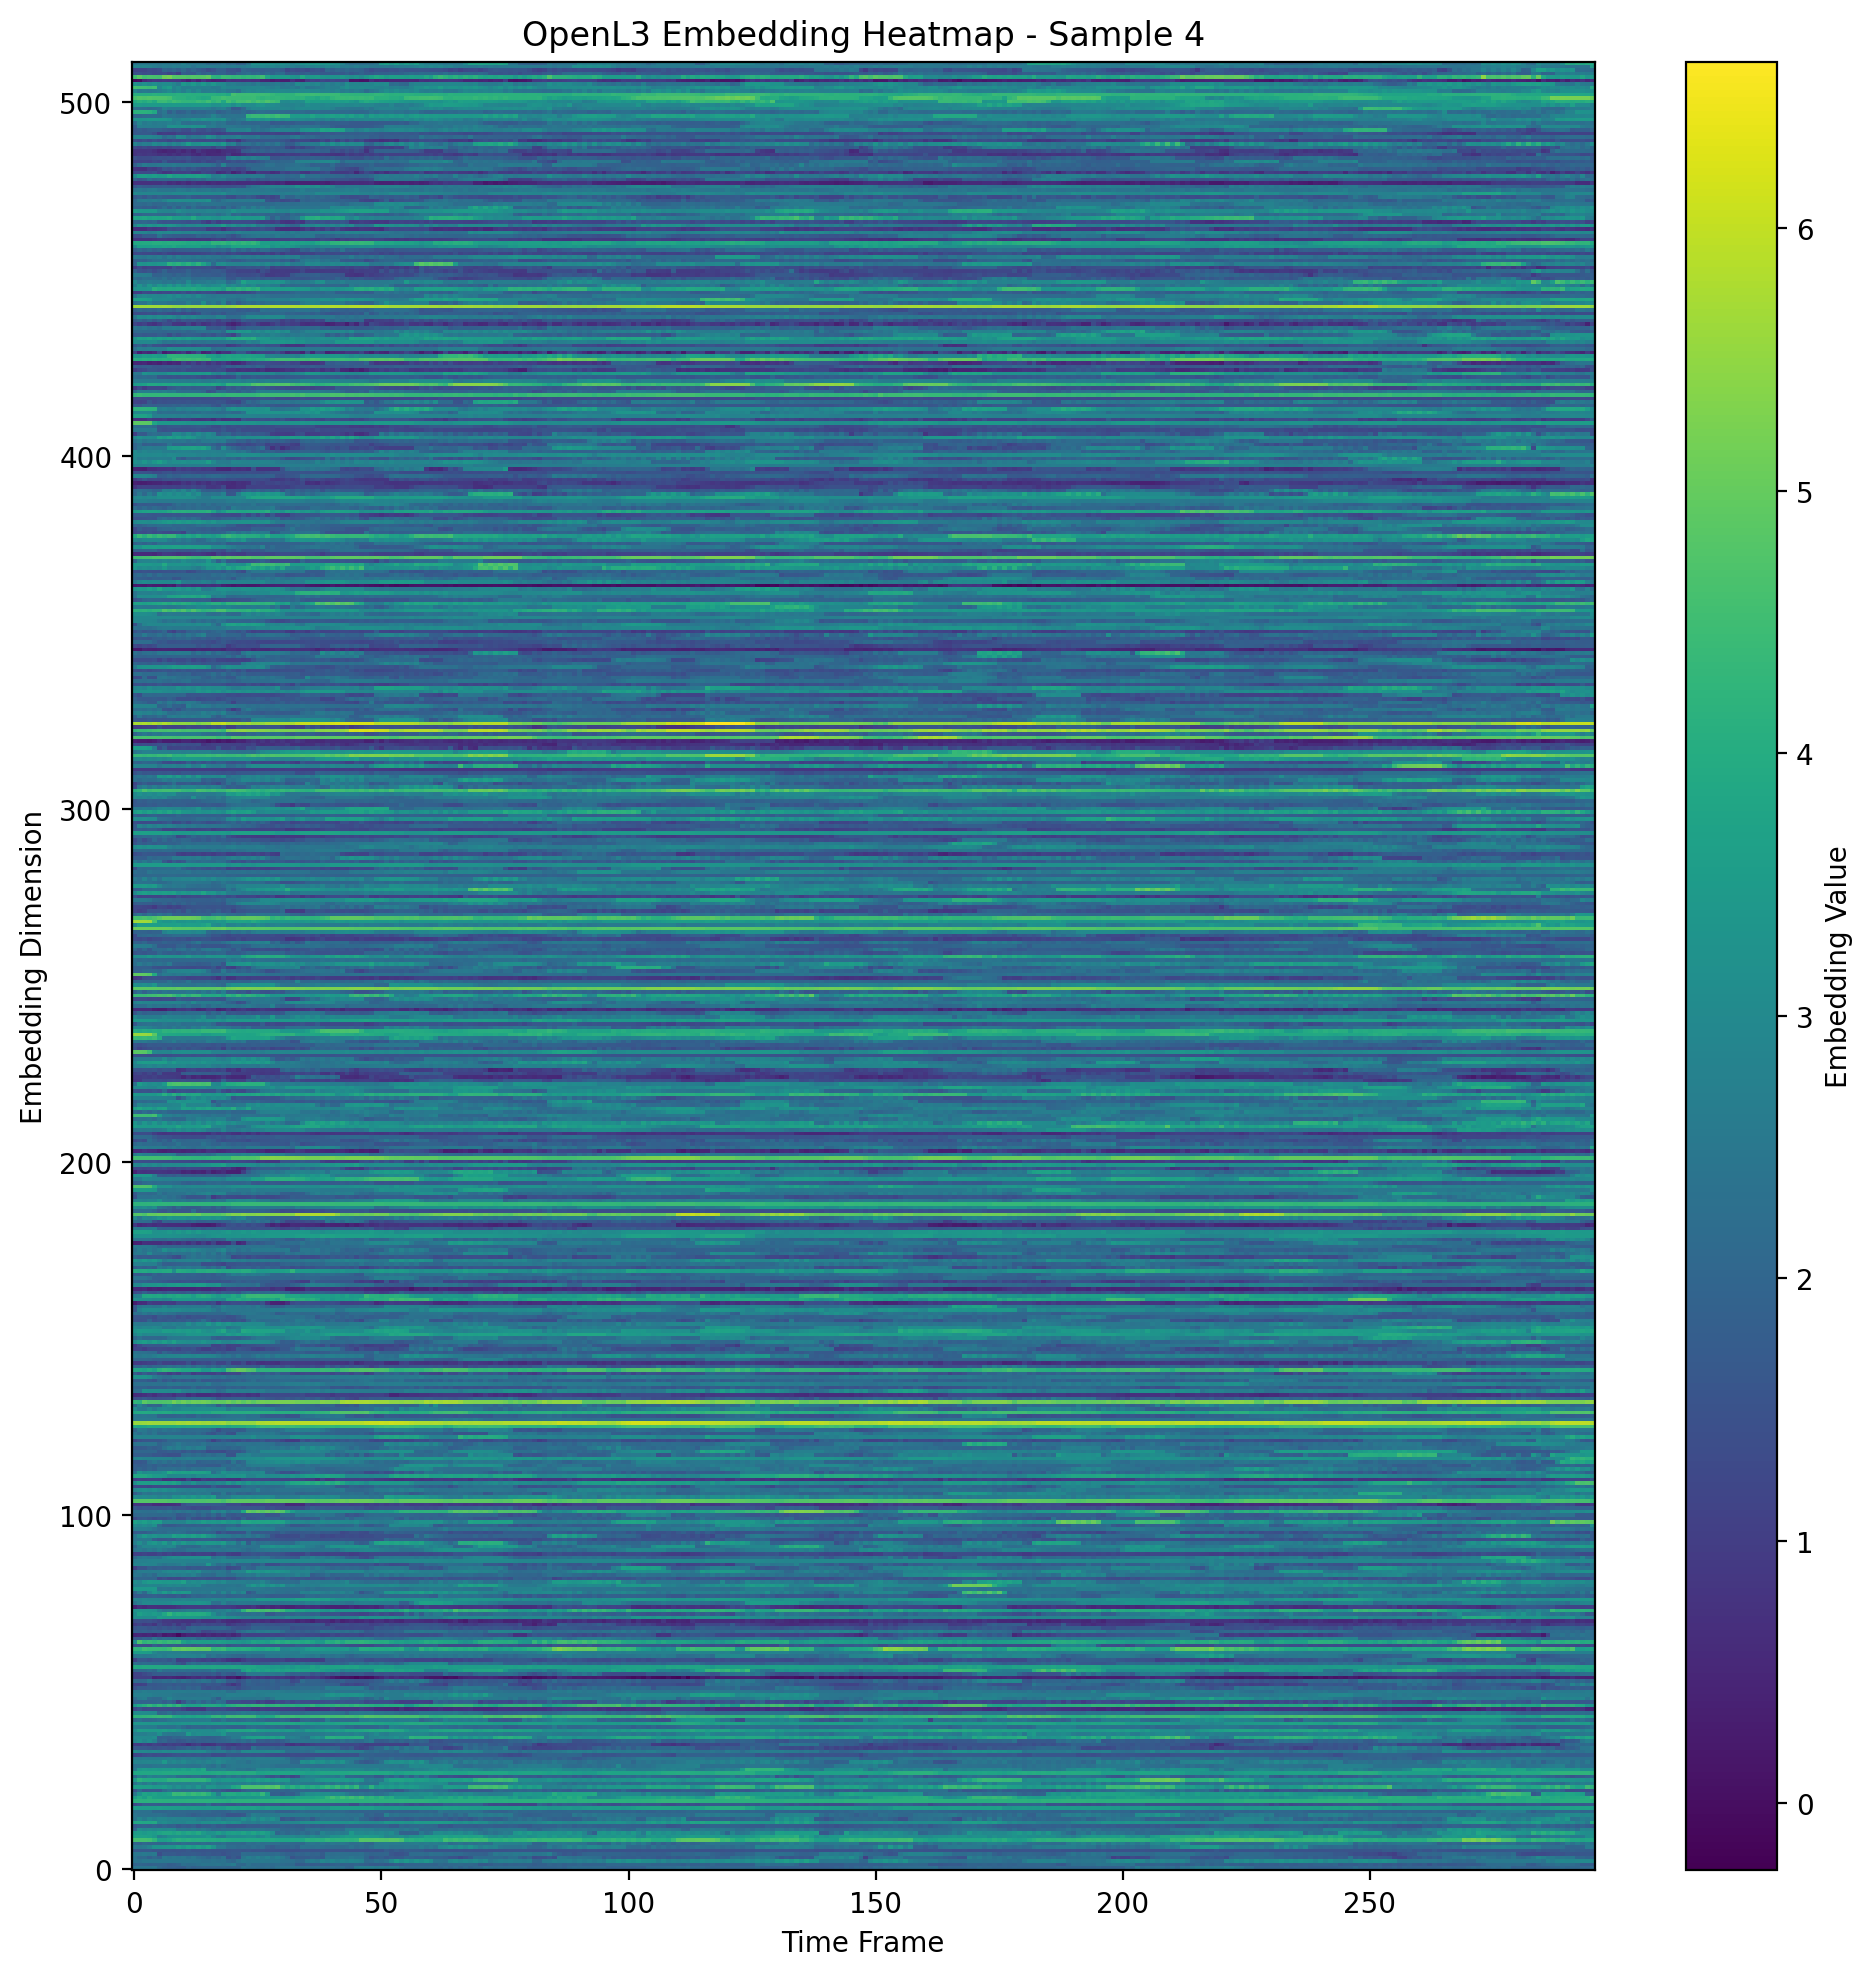 OpenL3 Embedding Heatmap - Sample 4
500
400
300
200
100
0
Embedding Dimension
0 50 100 150 200 250
Time Frame
6
5
4
3
2
1
0
Embedding Value